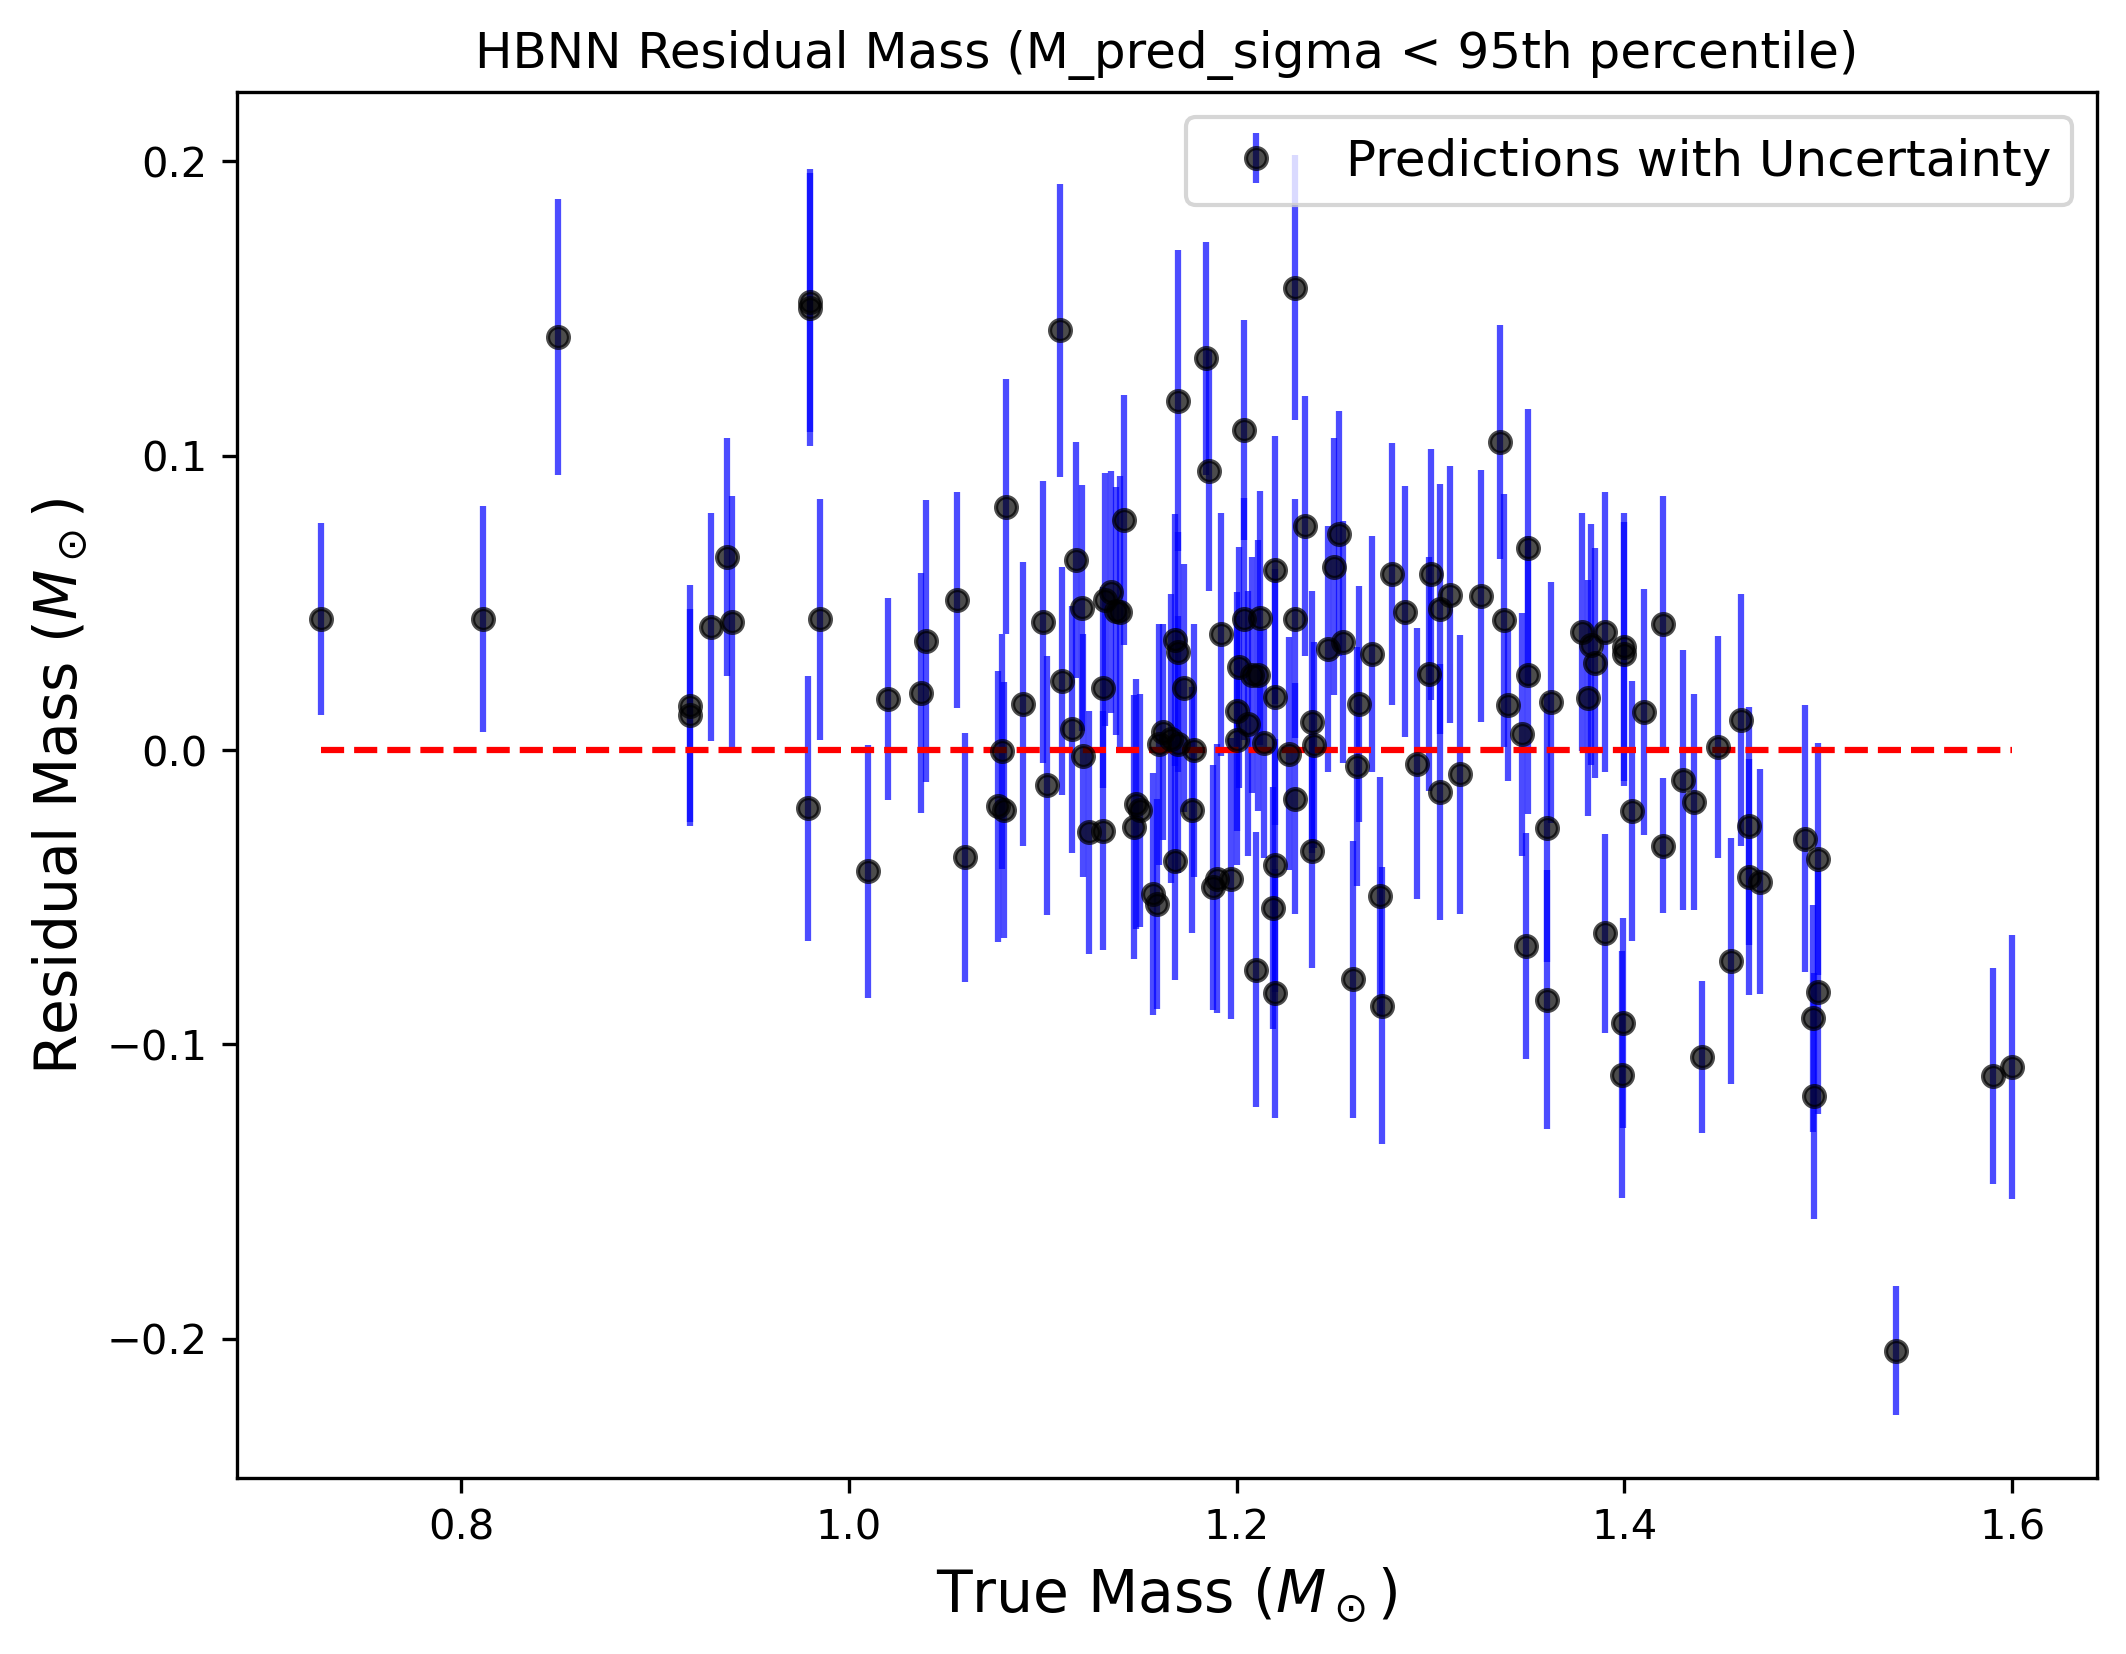 HBNN Residual Mass (M_pred_sigma < 95th percentile)
Predictions with Uncertainty
Residual Mass (M⊙)
0.2
0.1
0.0
−0.1
−0.2
0.8 1.0 1.2 1.4 1.6
True Mass (M⊙)